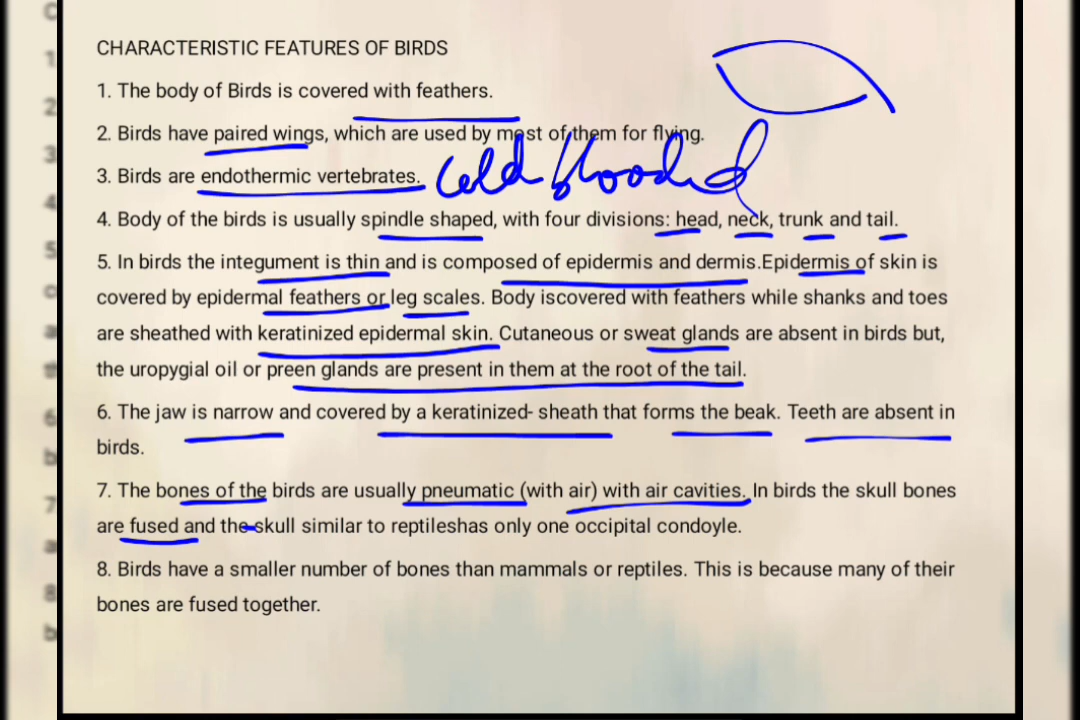 CHARACTERISTIC FEATURES OF BIRDS
1. The body of Birds is covered with feathers.
2. Birds have paired wings, which are used by most of them for flying.
3. Birds are endothermic vertebrates. Cold blooded
4. Body of the birds is usually spindle shaped, with four divisions: head, neck, trunk and tail.
5. In birds the integument is thin and is composed of epidermis and dermis.Epidermis of skin is
covered by epidermal feathers or leg scales. Body iscovered with feathers while shanks and toes
are sheathed with keratinized epidermal skin. Cutaneous or sweat glands are absent in birds but,
the uropygial oil or preen glands are present in them at the root of the tail.
6. The jaw is narrow and covered by a keratinized- sheath that forms the beak. Teeth are absent in
birds.
7. The bones of the birds are usually pneumatic (with air) with air cavities. In birds the skull bones
are fused and the skull similar to reptileshas only one occipital condoyle.
8. Birds have a smaller number of bones than mammals or reptiles. This is because many of their
bones are fused together.